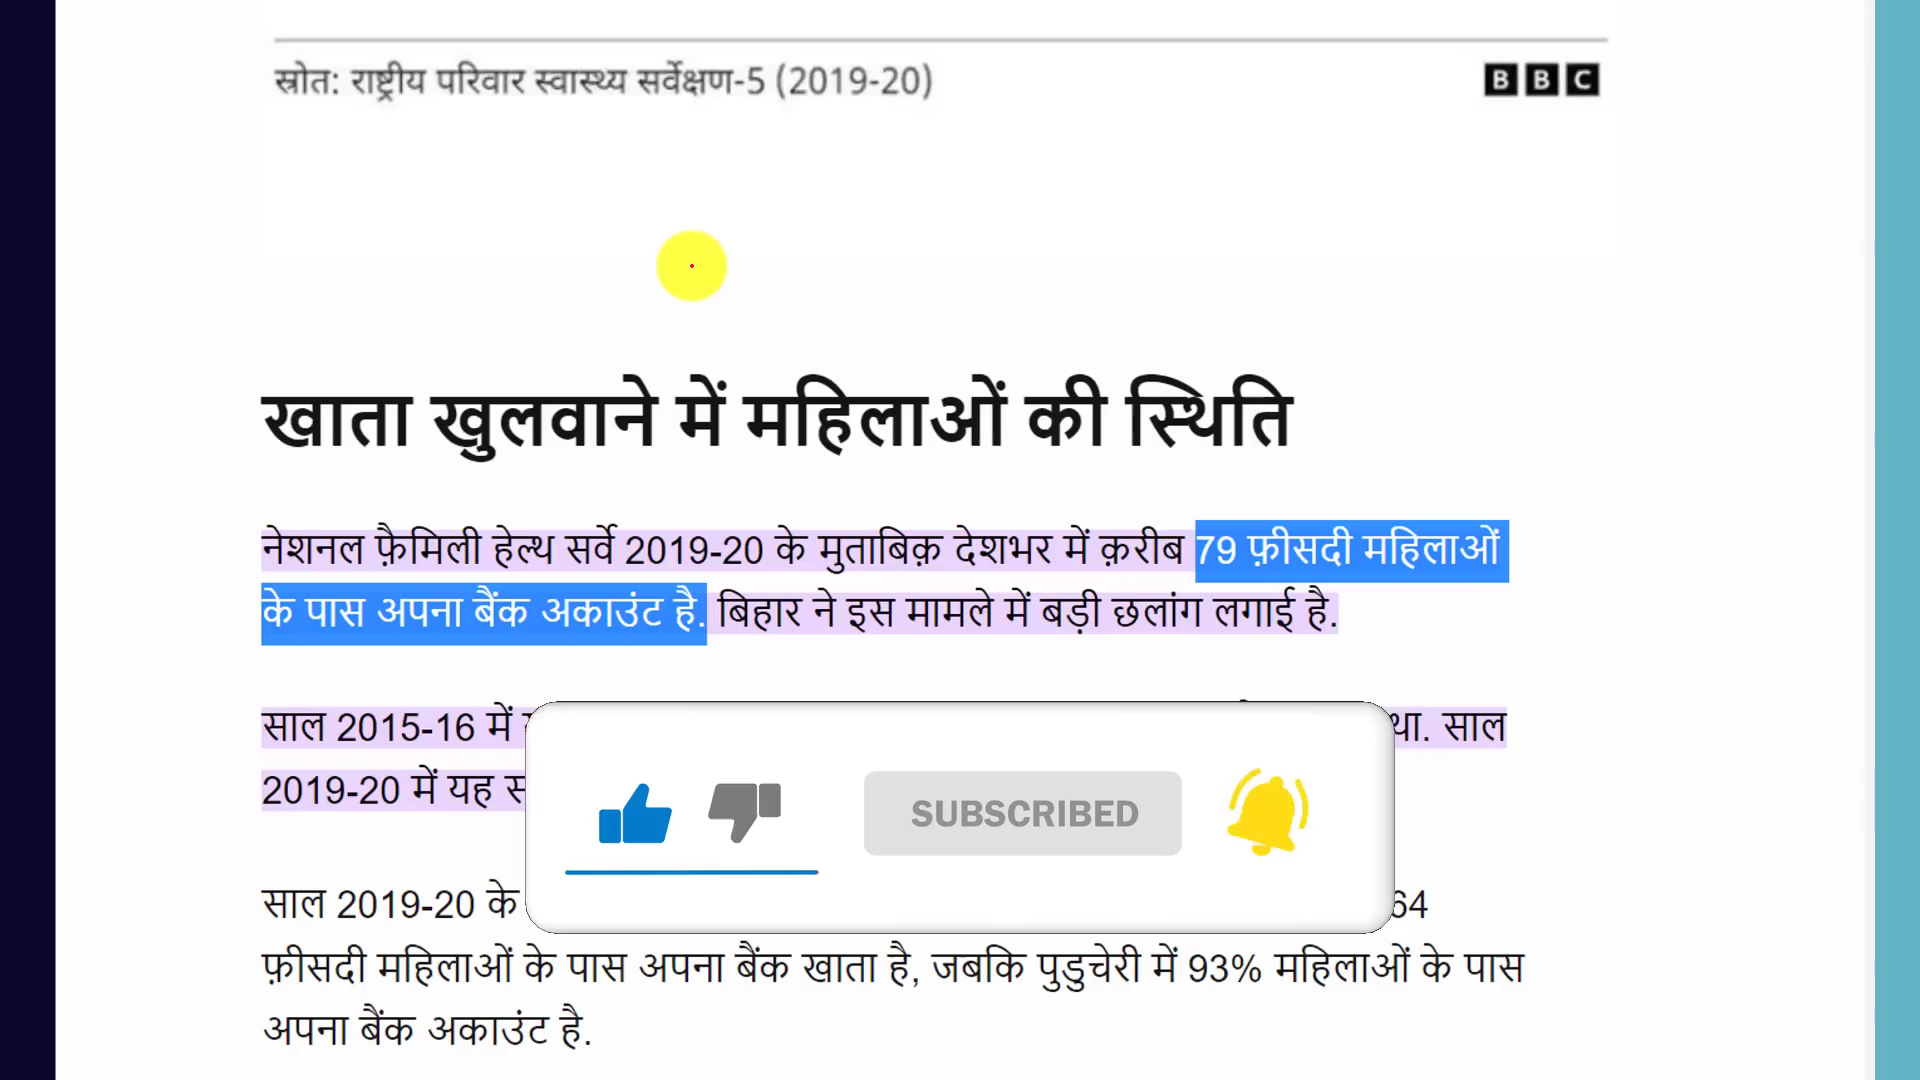 स्रोत: राष्ट्रीय परिवार स्वास्थ्य सर्वेक्षण-5 (2019-20)
BBC
खाता खुलवाने में महिलाओं की स्थिति
नेशनल फ़ैमिली हेल्थ सर्वे 2019-20 के मुताबिक़ देशभर में क़रीब 79 फ़ीसदी महिलाओं
के पास अपना बैंक अकाउंट है. बिहार ने इस मामले में बड़ी छलांग लगाई है.
साल 2015-16 में था. साल
2019-20 में यह
SUBSCRIBED
साल 2019-20 के 64
फ़ीसदी महिलाओं के पास अपना बैंक खाता है, जबकि पुडुचेरी में 93% महिलाओं के पास
अपना बैंक अकाउंट है.